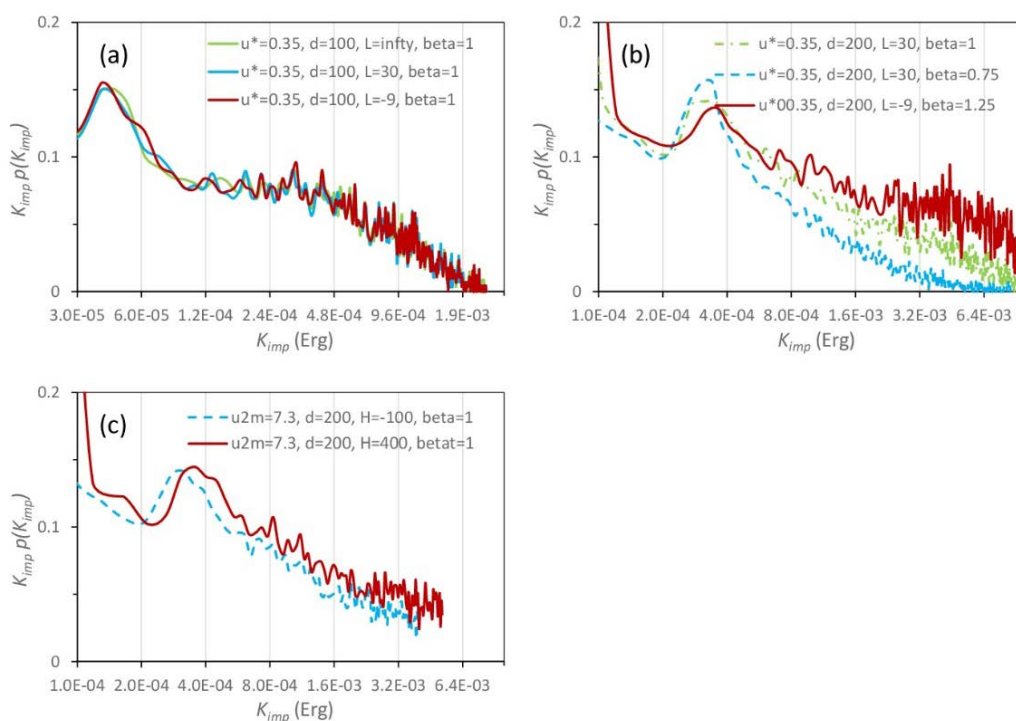 0.2
(a)
u*=0.35, d=100, L=infty, beta=1
u*=0.35, d=100, L=30, beta=1
u*=0.35, d=100, L=-9, beta=1
K_imp p(K_imp)
0.1
0
3.0E-05 6.0E-05 1.2E-04 2.4E-04 4.8E-04 9.6E-04 1.9E-03
K_imp (Erg)
0.2
(b)
u*=0.35, d=200, L=30, beta=1
u*=0.35, d=200, L=30, beta=0.75
u*00.35, d=200, L=-9, beta=1.25
K_imp p(K_imp)
0.1
0
1.0E-04 2.0E-04 4.0E-04 8.0E-04 1.6E-03 3.2E-03 6.4E-03
K_imp (Erg)
0.2
(c)
u2m=7.3, d=200, H=-100, beta=1
u2m=7.3, d=200, H=400, betat=1
K_imp p(K_imp)
0.1
0
1.0E-04 2.0E-04 4.0E-04 8.0E-04 1.6E-03 3.2E-03 6.4E-03
K_imp (Erg)